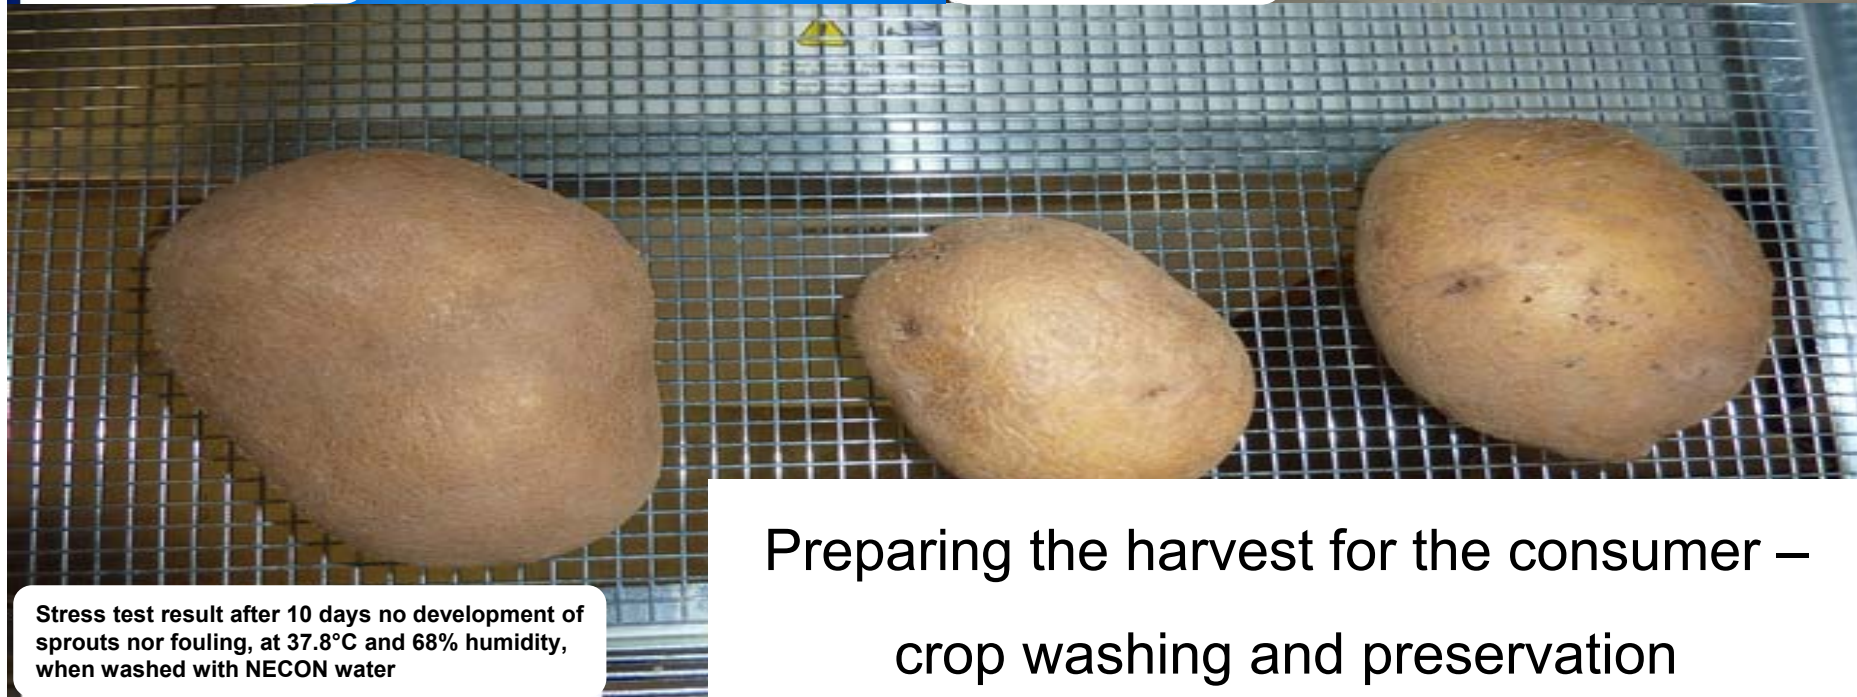 Stress test result after 10 days no development of
sprouts nor fouling, at 37.8°C and 68% humidity,
when washed with NECON water
Preparing the harvest for the consumer –
crop washing and preservation